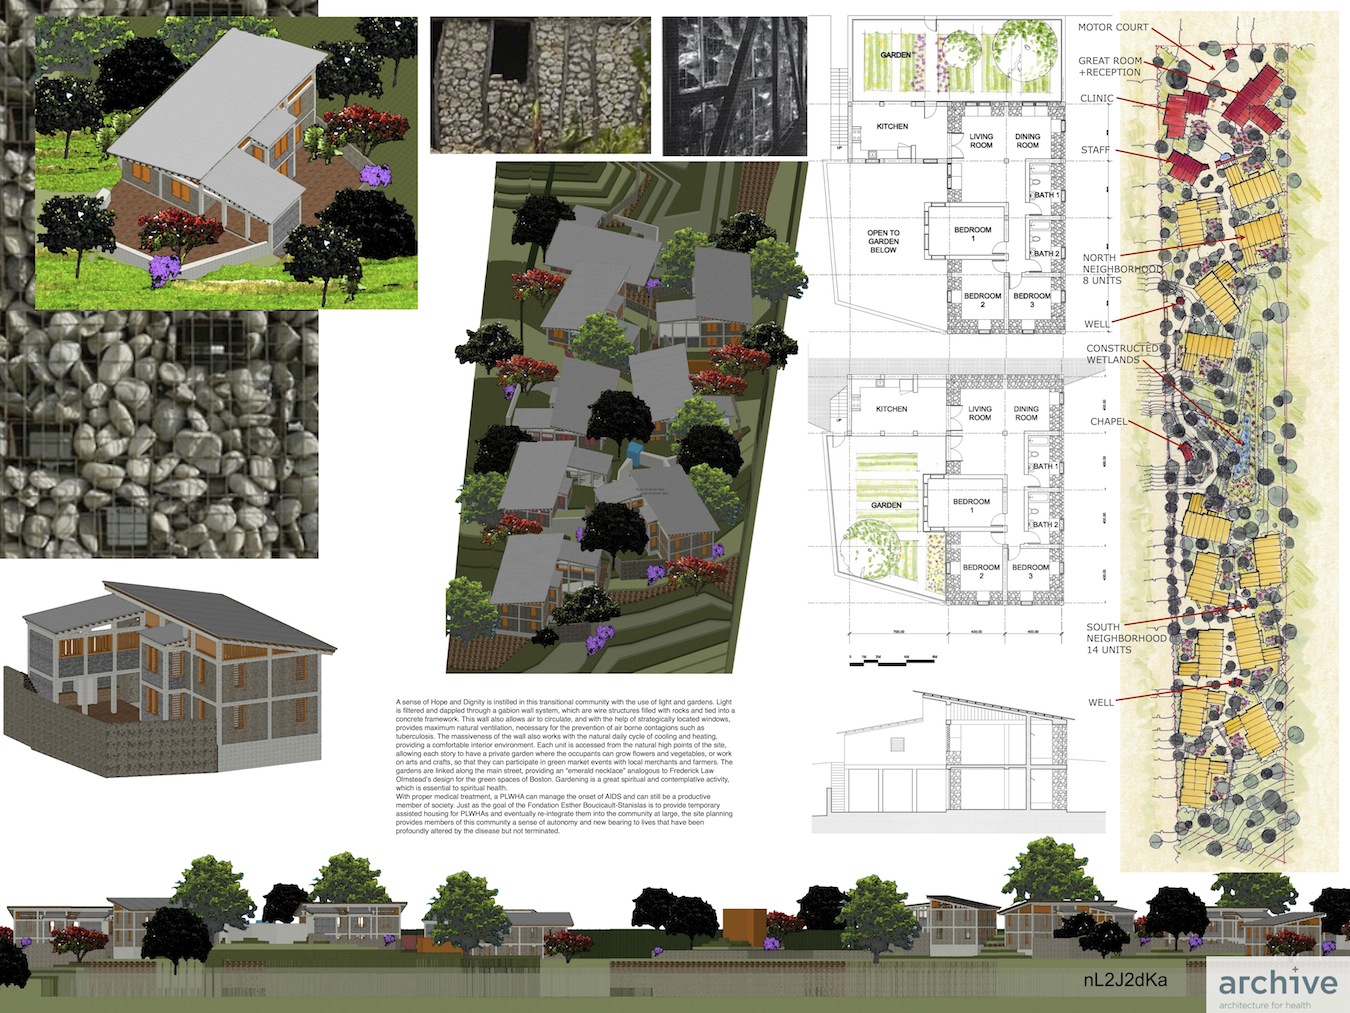 GARDEN
KITCHEN
LIVING
ROOM
DINING
ROOM
BATH 1
OPEN TO
GARDEN
BELOW
BEDROOM
1
BATH 2
BEDROOM
2
BEDROOM
3
UP
KITCHEN
LIVING
ROOM
DINING
ROOM
BATH 1
GARDEN
BEDROOM
1
BATH 2
BEDROOM
2
BEDROOM
3
400.00
400.00
400.00
400.00
700.00
400.00
400.00
MOTOR COURT
GREAT ROOM
+RECEPTION
CLINIC
STAFF
NORTH
NEIGHBORHOOD
8 UNITS
WELL
CONSTRUCTED
WETLANDS
CHAPEL
SOUTH
NEIGHBORHOOD
14 UNITS
WELL
A sense of Hope and Dignity is instilled in this transitional community with the use of light and gardens. Light
is filtered and dappled through a gabion wall system, which are wire structures filled with rocks and tied into a
concrete framework. This wall also allows air to circulate, and with the help of strategically located windows,
provides maximum natural ventilation, necessary for the prevention of air borne contagions such as
tuberculosis. The massiveness of the wall also works with the natural daily cycle of cooling and heating,
providing a comfortable interior environment. Each unit is accessed from the natural high points of the site,
allowing each story to have a private garden where the occupants can grow flowers and vegetables, or work
on arts and crafts, so that they can participate in green market events with local merchants and farmers. The
gardens are linked along the main street, providing an “emerald necklace” analogous to Frederick Law
Olmstead’s design for the green spaces of Boston. Gardening is a great spiritual and contemplative activity,
which is essential to spiritual health.
With proper medical treatment, a PLWHA can manage the onset of AIDS and can still be a productive
member of society. Just as the goal of the Fondation Esther Boucicault-Stanislas is to provide temporary
assisted housing for PLWHAs and eventually re-integrate them into the community at large, the site planning
provides members of this community a sense of autonomy and new bearing to lives that have been
profoundly altered by the disease but not terminated.
nL2J2dKa
archive
architecture for health